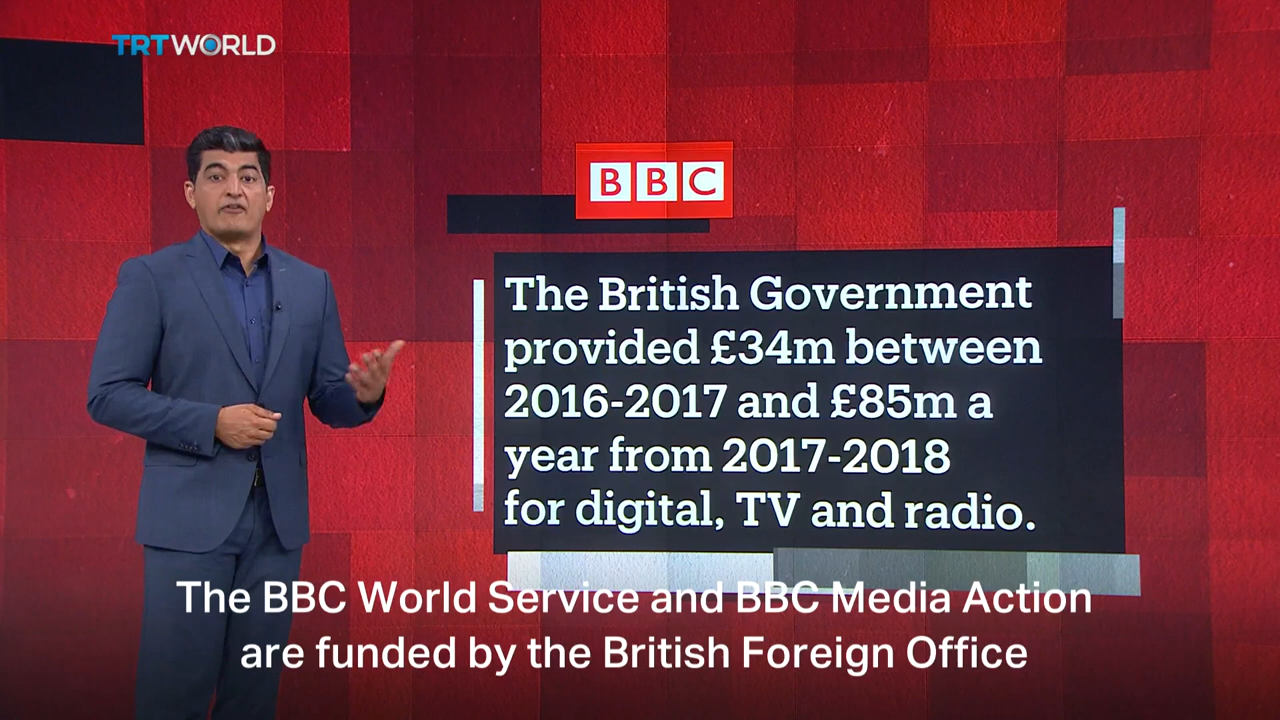 TRTWORLD
BBC
The British Government
provided £34m between
2016-2017 and £85m a
year from 2017-2018
for digital, TV and radio.
The BBC World Service and BBC Media Action
are funded by the British Foreign Office